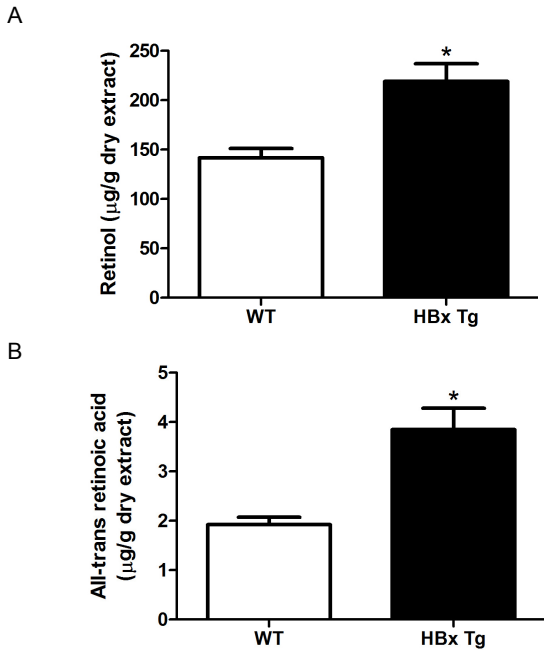 A
Retinol (μg/g dry extract)
250
200
150
100
50
0
*
WT
HBx Tg
B
All-trans retinoic acid
(μg/g dry extract)
5
4
3
2
1
0
*
WT
HBx Tg